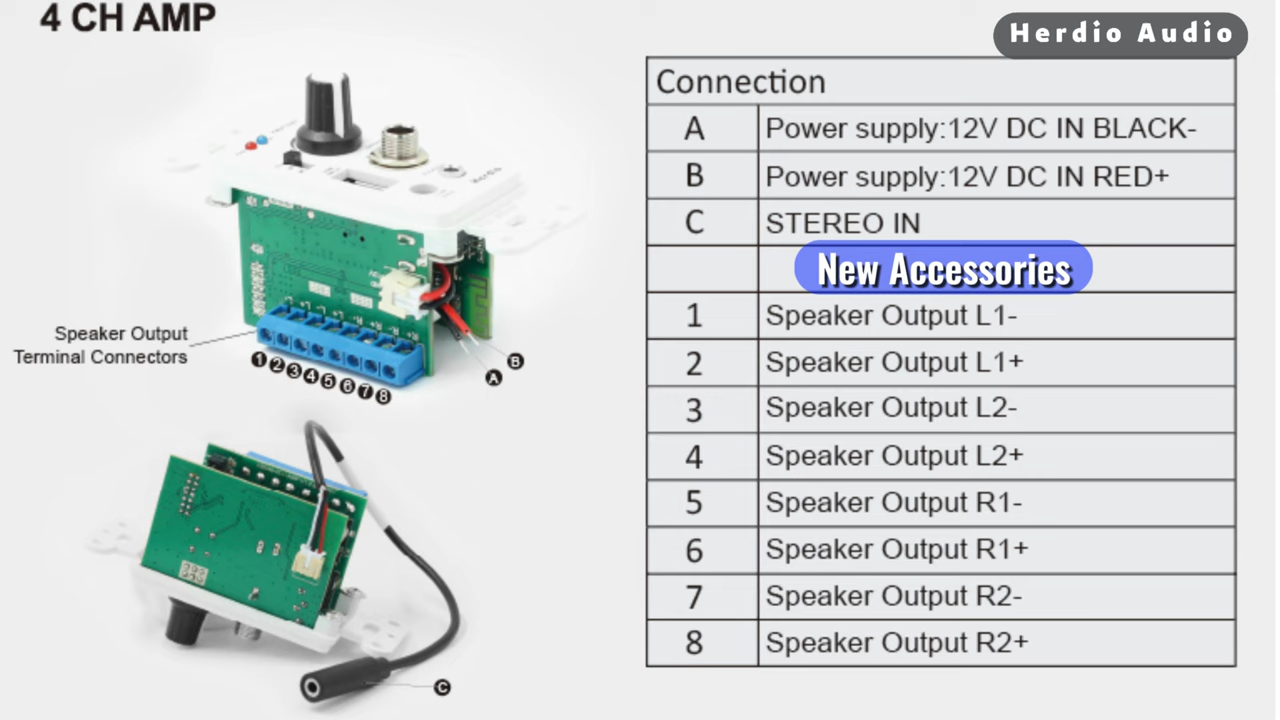 4 CH AMP
Herdio Audio
Connection
A Power supply:12V DC IN BLACK-
B Power supply:12V DC IN RED+
C STEREO IN
New Accessories
1 Speaker Output L1-
2 Speaker Output L1+
3 Speaker Output L2-
4 Speaker Output L2+
5 Speaker Output R1-
6 Speaker Output R1+
7 Speaker Output R2-
8 Speaker Output R2+
Speaker Output
Terminal Connectors
1 2 3 4 5 6 7 8
A
B
C